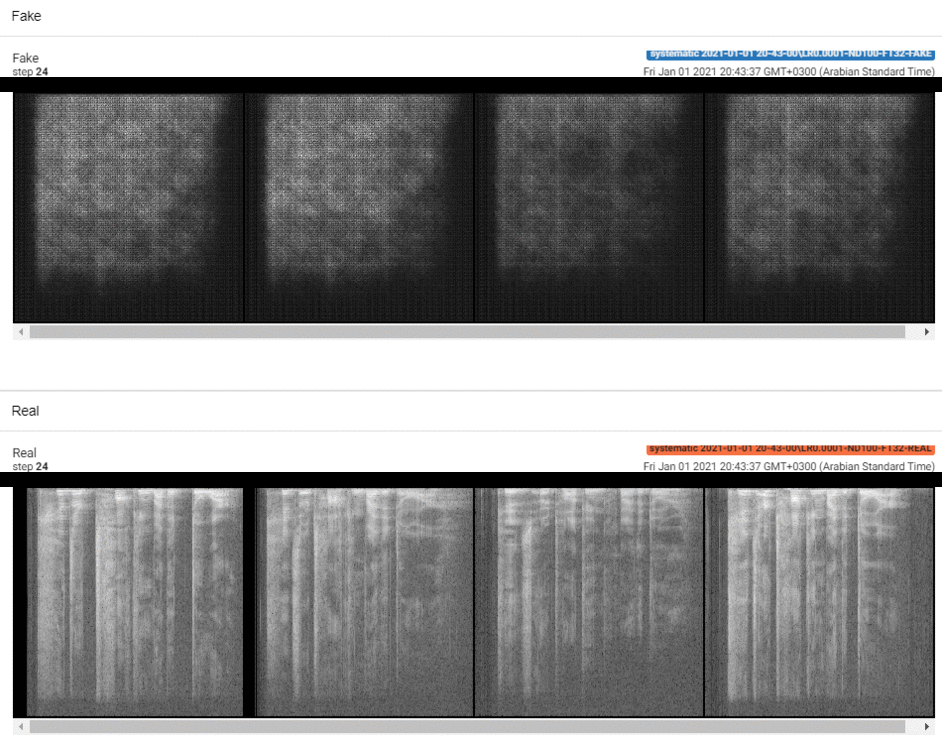 Fake
Fake
systematic 2021-01-01 20-43-00\LR0.0001-ND100-FT32-FAKE
step 24
Fri Jan 01 2021 20:43:37 GMT+0300 (Arabian Standard Time)
Real
Real
systematic 2021-01-01 20-43-00\LR0.0001-ND100-FT32-REAL
step 24
Fri Jan 01 2021 20:43:37 GMT+0300 (Arabian Standard Time)